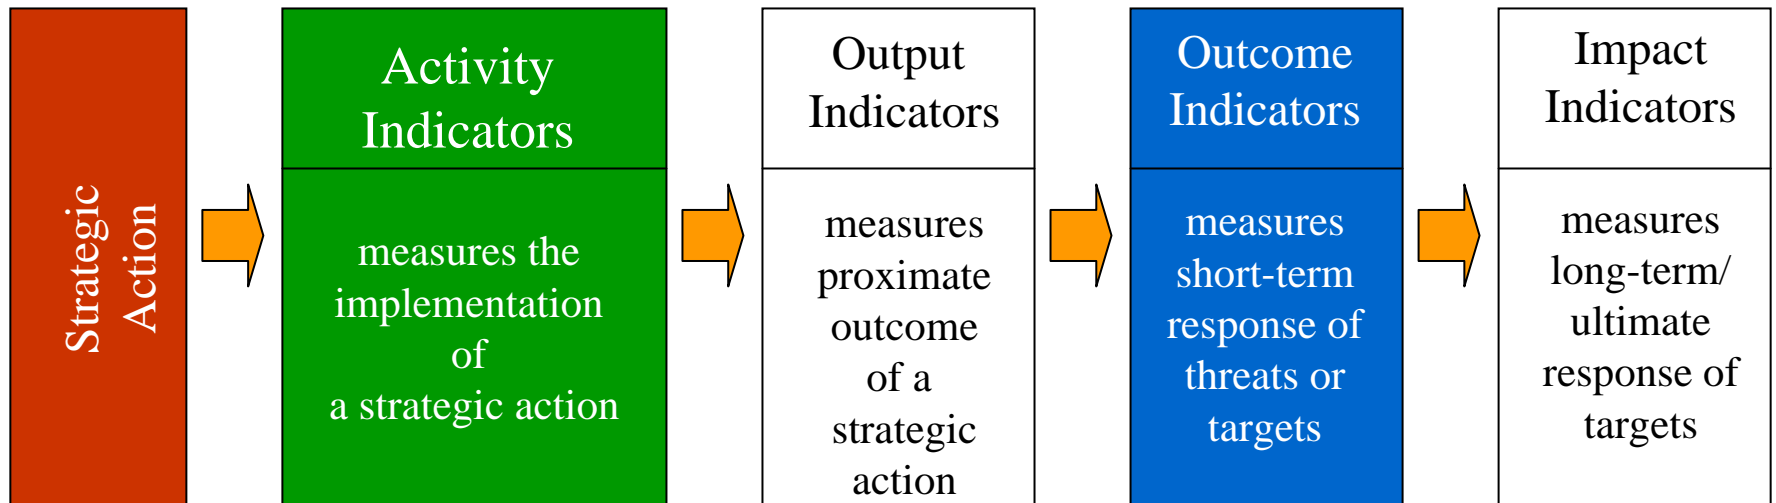 Strategic
Action
Activity
Indicators
measures the
implementation
of
a strategic action
Output
Indicators
measures
proximate
outcome
of a
strategic
action
Outcome
Indicators
measures
short-term
response of
threats or
targets
Impact
Indicators
measures
long-term/
ultimate
response of
targets